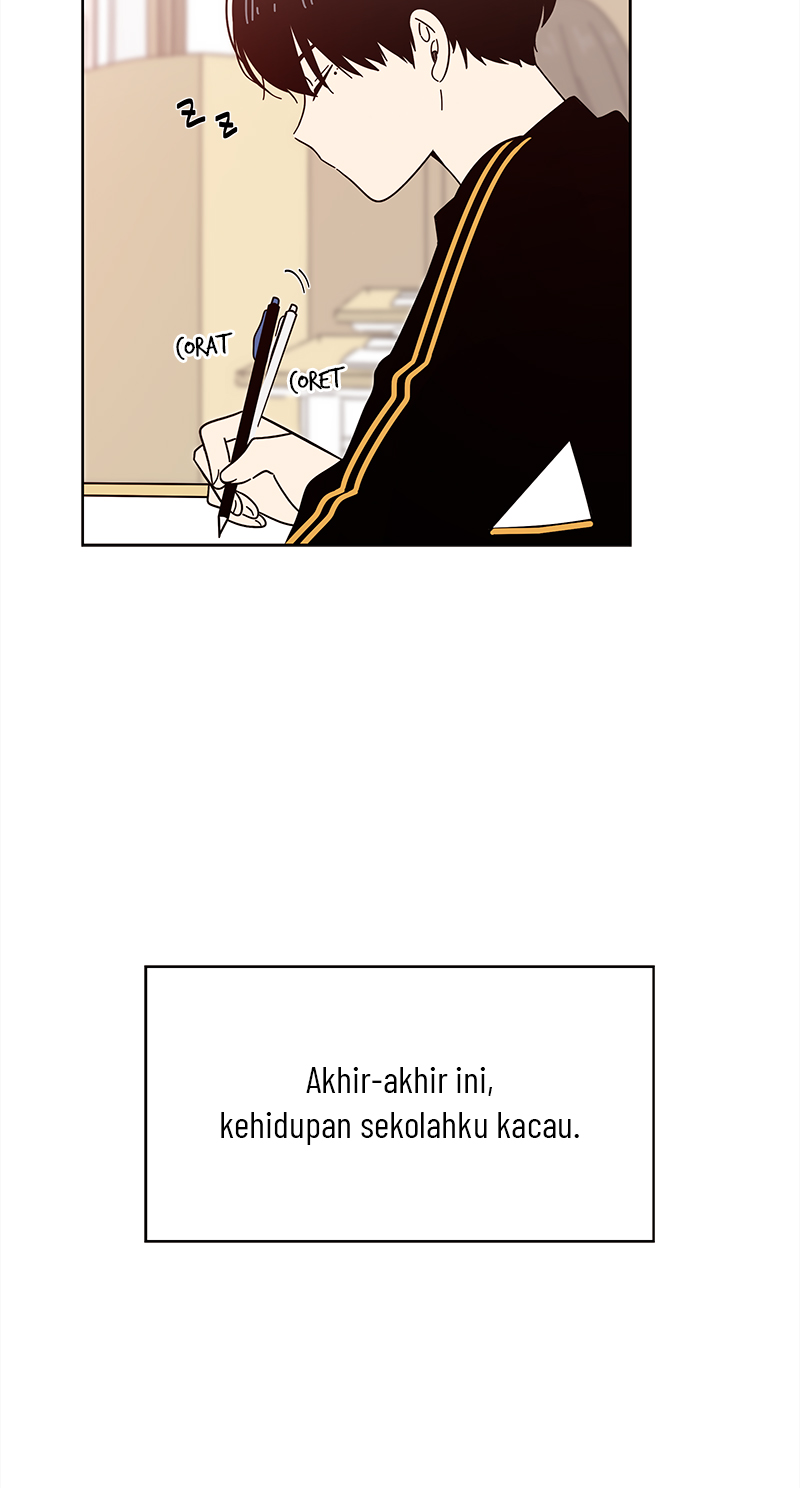 Z
Z
CORAT
CORET
Akhir-akhir ini,
kehidupan sekolahku kacau.